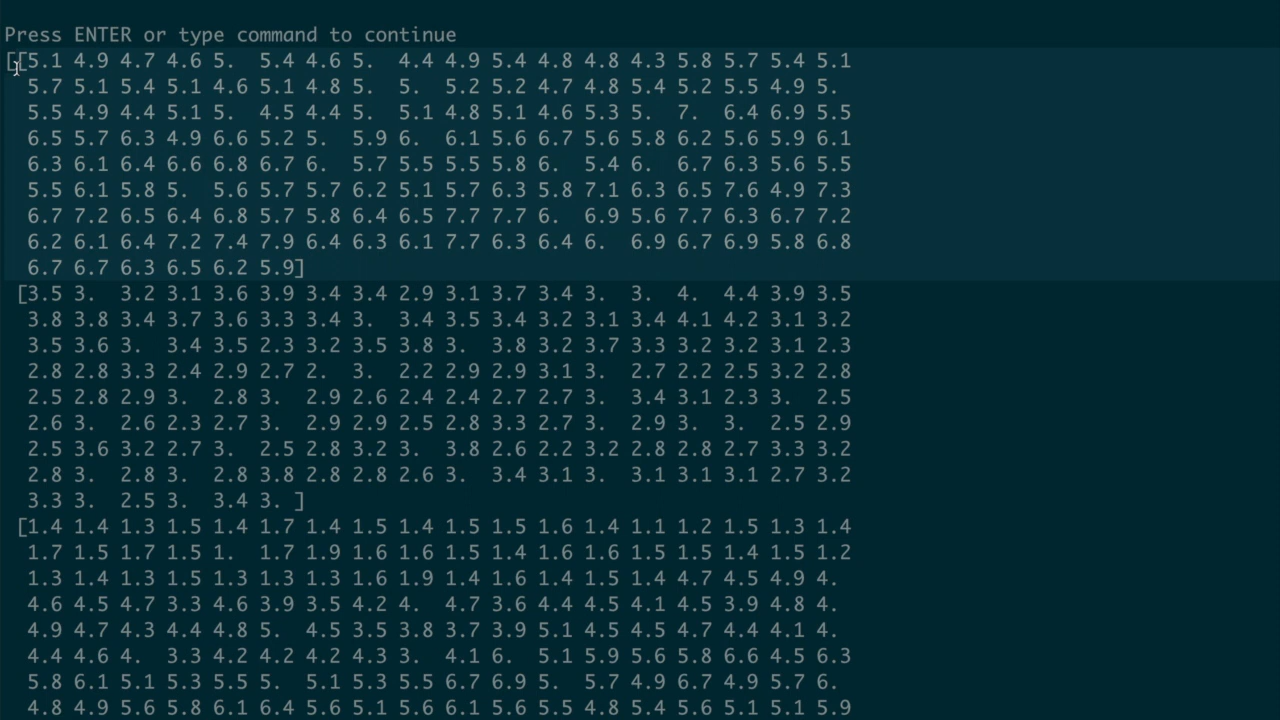 Press ENTER or type command to continue
[[5.1 4.9 4.7 4.6 5.  5.4 4.6 5.  4.4 4.9 5.4 4.8 4.8 4.3 5.8 5.7 5.4 5.1
  5.7 5.1 5.4 5.1 4.6 5.1 4.8 5.  5.  5.2 5.2 4.7 4.8 5.4 5.2 5.5 4.9 5.
  5.5 4.9 4.4 5.1 5.  4.5 4.4 5.  5.1 4.8 5.1 4.6 5.3 5.  7.  6.4 6.9 5.5
  6.5 5.7 6.3 4.9 6.6 5.2 5.  5.9 6.  6.1 5.6 6.7 5.6 5.8 6.2 5.6 5.9 6.1
  6.3 6.1 6.4 6.6 6.8 6.7 6.  5.7 5.5 5.5 5.8 6.  5.4 6.  6.7 6.3 5.6 5.5
  5.5 6.1 5.8 5.  5.6 5.7 5.7 6.2 5.1 5.7 6.3 5.8 7.1 6.3 6.5 7.6 4.9 7.3
  6.7 7.2 6.5 6.4 6.8 5.7 5.8 6.4 6.5 7.7 7.7 6.  6.9 5.6 7.7 6.3 6.7 7.2
  6.2 6.1 6.4 7.2 7.4 7.9 6.4 6.3 6.1 7.7 6.3 6.4 6.  6.9 6.7 6.9 5.8 6.8
  6.7 6.7 6.3 6.5 6.2 5.9]
 [3.5 3.  3.2 3.1 3.6 3.9 3.4 3.4 2.9 3.1 3.7 3.4 3.  3.  4.  4.4 3.9 3.5
  3.8 3.8 3.4 3.7 3.6 3.3 3.4 3.  3.4 3.5 3.4 3.2 3.1 3.4 4.1 4.2 3.1 3.2
  3.5 3.6 3.  3.4 3.5 2.3 3.2 3.5 3.8 3.  3.8 3.2 3.7 3.3 3.2 3.2 3.1 2.3
  2.8 2.8 3.3 2.4 2.9 2.7 2.  3.  2.2 2.9 2.9 3.1 3.  2.7 2.2 2.5 3.2 2.8
  2.5 2.8 2.9 3.  2.8 3.  2.9 2.6 2.4 2.4 2.7 2.7 3.  3.4 3.1 2.3 3.  2.5
  2.6 3.  2.6 2.3 2.7 3.  2.9 2.9 2.5 2.8 3.3 2.7 3.  2.9 3.  3.  2.5 2.9
  2.5 3.6 3.2 2.7 3.  2.5 2.8 3.2 3.  3.8 2.6 2.2 3.2 2.8 2.8 2.7 3.3 3.2
  2.8 3.  2.8 3.  2.8 3.8 2.8 2.8 2.6 3.  3.4 3.1 3.  3.1 3.1 3.1 2.7 3.2
  3.3 3.  2.5 3.  3.4 3. ]
 [1.4 1.4 1.3 1.5 1.4 1.7 1.4 1.5 1.4 1.5 1.5 1.6 1.4 1.1 1.2 1.5 1.3 1.4
  1.7 1.5 1.7 1.5 1.  1.7 1.9 1.6 1.6 1.5 1.4 1.6 1.6 1.5 1.5 1.4 1.5 1.2
  1.3 1.4 1.3 1.5 1.3 1.3 1.3 1.6 1.9 1.4 1.6 1.4 1.5 1.4 4.7 4.5 4.9 4.
  4.6 4.5 4.7 3.3 4.6 3.9 3.5 4.2 4.  4.7 3.6 4.4 4.5 4.1 4.5 3.9 4.8 4.
  4.9 4.7 4.3 4.4 4.8 5.  4.5 3.5 3.8 3.7 3.9 5.1 4.5 4.5 4.7 4.4 4.1 4.
  4.4 4.6 4.  3.3 4.2 4.2 4.2 4.3 3.  4.1 6.  5.1 5.9 5.6 5.8 6.6 4.5 6.3
  5.8 6.1 5.1 5.3 5.5 5.  5.1 5.3 5.5 6.7 6.9 5.  5.7 4.9 6.7 4.9 5.7 6.
  4.8 4.9 5.6 5.8 6.1 6.4 5.6 5.1 5.6 6.1 5.6 5.5 4.8 5.4 5.6 5.1 5.1 5.9